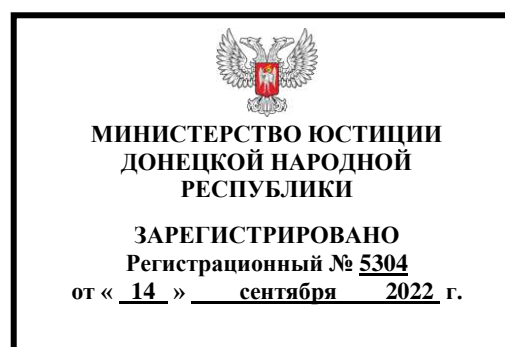 МИНИСТЕРСТВО ЮСТИЦИИ
ДОНЕЦКОЙ НАРОДНОЙ
РЕСПУБЛИКИ
ЗАРЕГИСТРИРОВАНО
Регистрационный № 5304
от « 14 » сентября 2022 г.